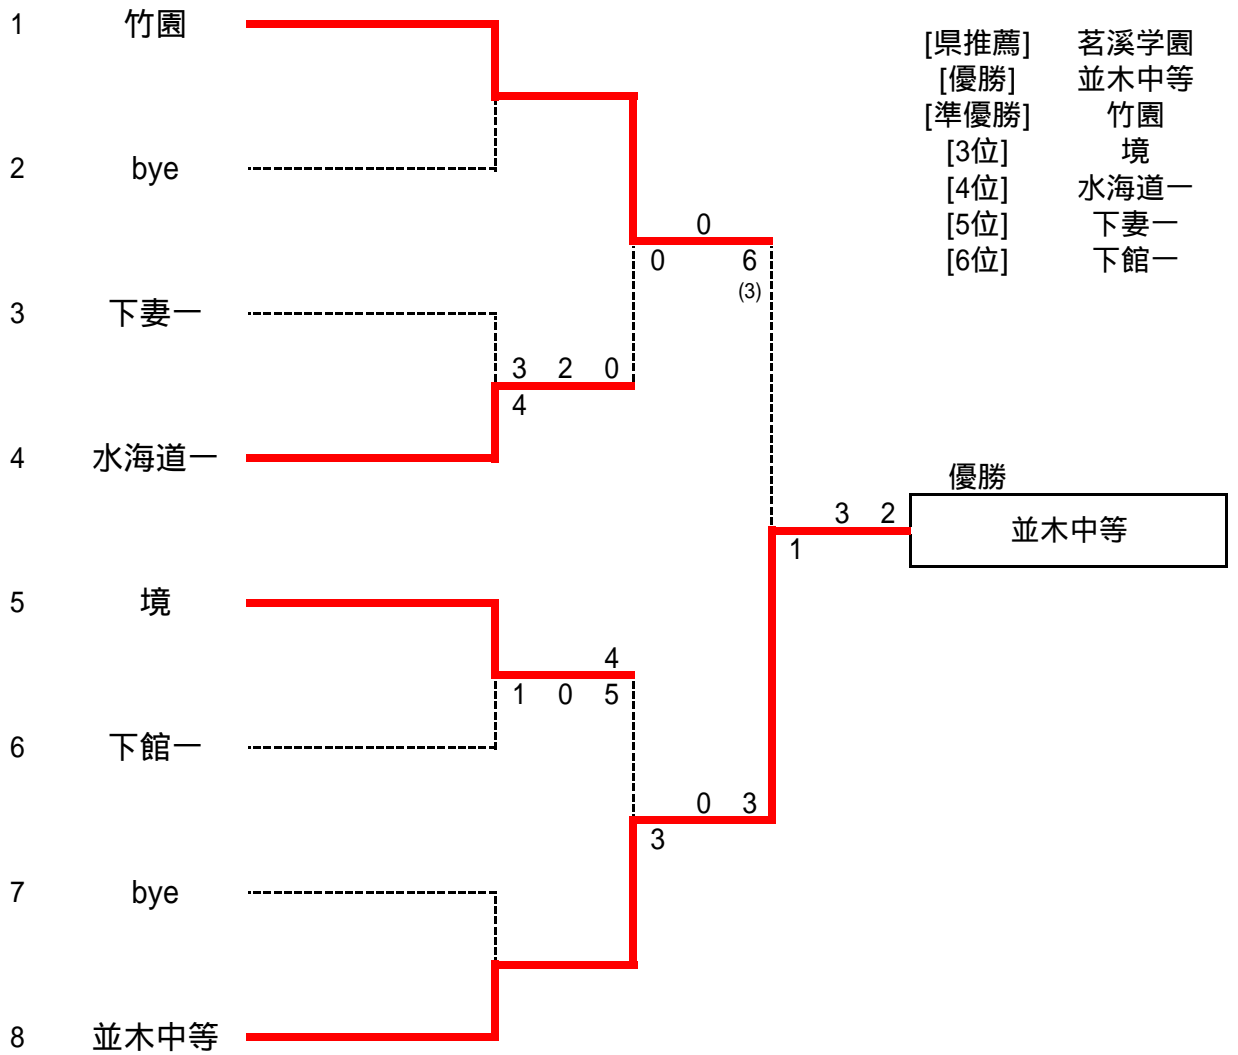 1 竹園
[県推薦] 茗溪学園
[優勝] 並木中等
[準優勝] 竹園
[3位] 境
[4位] 水海道一
[5位] 下妻一
[6位] 下館一
2 bye
0
0 6
(3)
3 下妻一
3 2 0
4
4 水海道一
優勝
並木中等
3 2
1
5 境
4
1 0 5
6 下館一
0 3
3
7 bye
8 並木中等